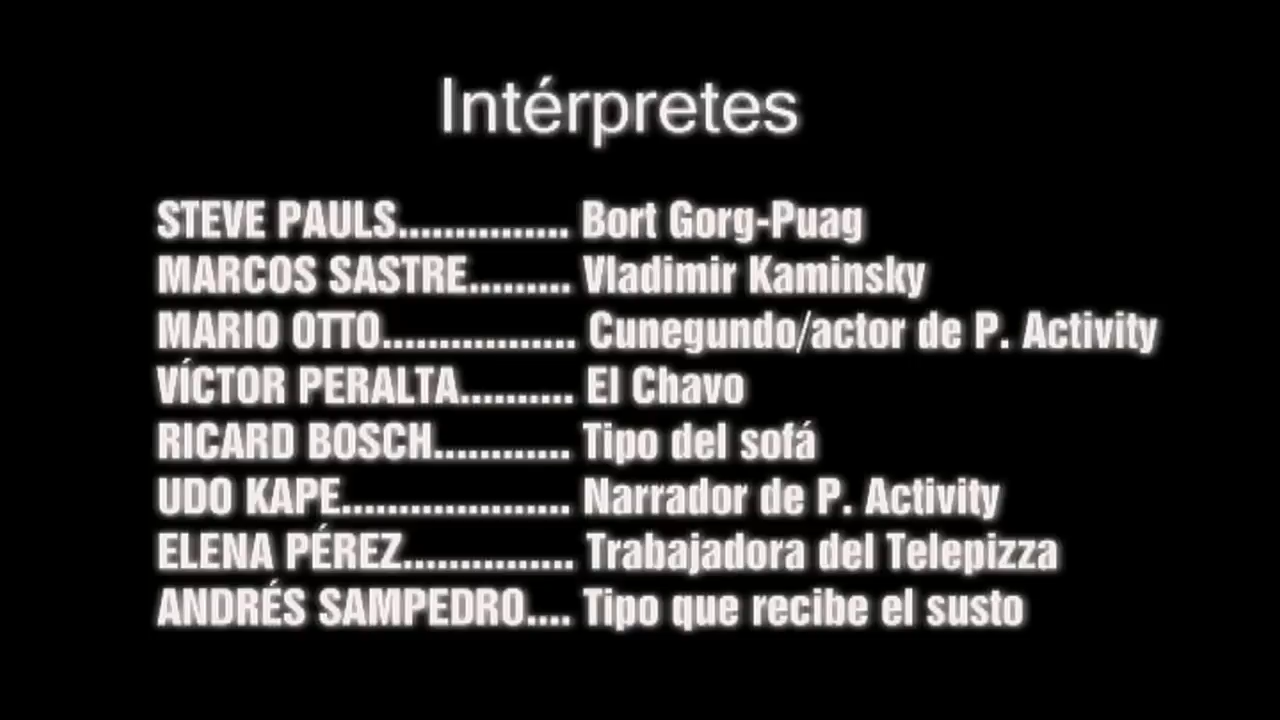 Intérpretes
STEVE PAULS............... Bort Gorg-Puag
MARCOS SASTRE......... Vladimir Kaminsky
MARIO OTTO................. Cunegundo/actor de P. Activity
VÍCTOR PERALTA.......... El Chavo
RICARD BOSCH............ Tipo del sofá
UDO KAPE.................... Narrador de P. Activity
ELENA PÉREZ............... Trabajadora del Telepizza
ANDRÉS SAMPEDRO.... Tipo que recibe el susto